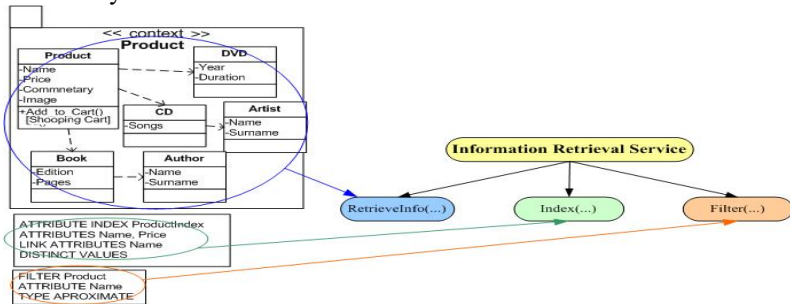 << context >>
Product
Product
-Name
-Price
-Commnetary
-Image
+Add to Cart()
[Shooping Cart]
DVD
-Year
-Duration
CD
-Songs
Artist
-Name
-Surname
Book
-Edition
-Pages
Author
-Name
-Surname
Information Retrieval Service
RetrieveInfo(...)
Index(...)
Filter(...)
ATTRIBUTE INDEX ProductIndex
ATTRIBUTES Name, Price
LINK ATTRIBUTES Name
DISTINCT VALUES
FILTER Product
ATTRIBUTE Name
TYPE APROXIMATE